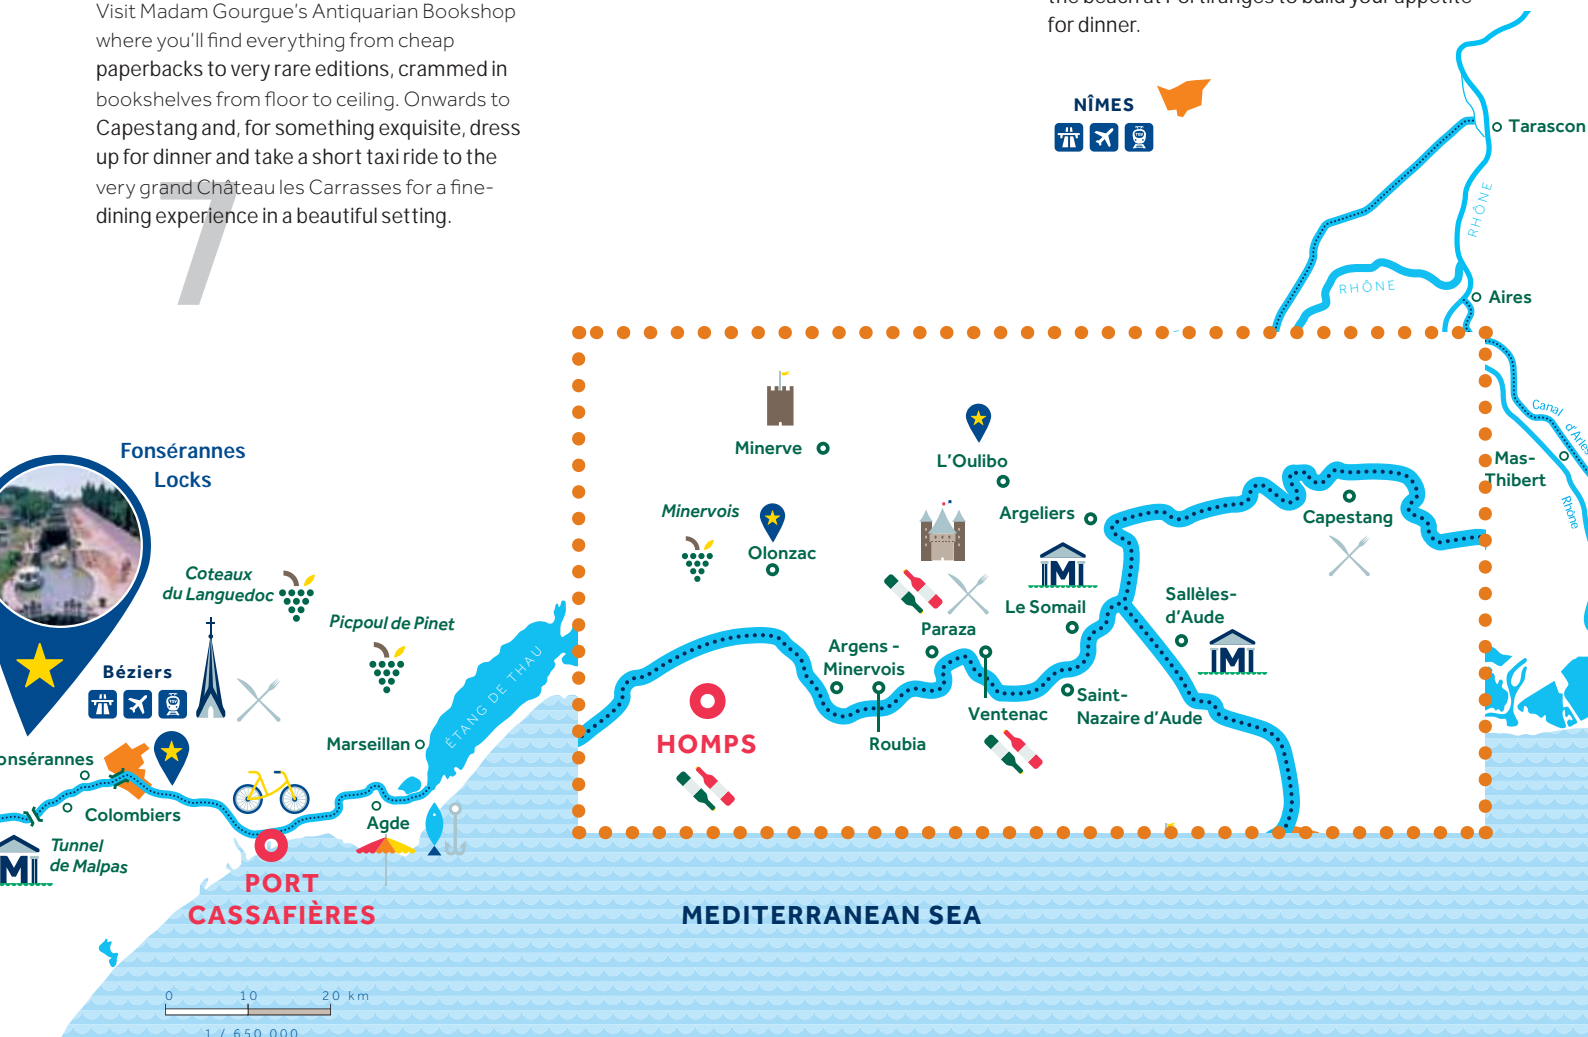 Visit Madam Gourgue's Antiquarian Bookshop
where you'll find everything from cheap
paperbacks to very rare editions, crammed in
bookshelves from floor to ceiling. Onwards to
Capestang and, for something exquisite, dress
up for dinner and take a short taxi ride to the
very grand Château les Carrasses for a fine-
dining experience in a beautiful setting.
7
for dinner.
NÎMES
Tarascon
RHÔNE
RHÔNE
Aires
Canal
d'Arles
Mas-
Thibert
Rhône
Minerve
L'Oulibo
Minervois
Olonzac
Argeliers
Capestang
Le Somail
Sallèles-
d'Aude
Paraza
Argens -
Minervois
Saint-
Nazaire d'Aude
Ventenac
Roubia
HOMPS
Fonsérannes
Locks
Coteaux
du Languedoc
Picpoul de Pinet
Béziers
ÉTANG DE THAU
Marseillan
onsérannes
Colombiers
Agde
Tunnel
de Malpas
PORT
CASSAFIÈRES
MEDITERRANEAN SEA
0 10 20 km
1 / 650 000